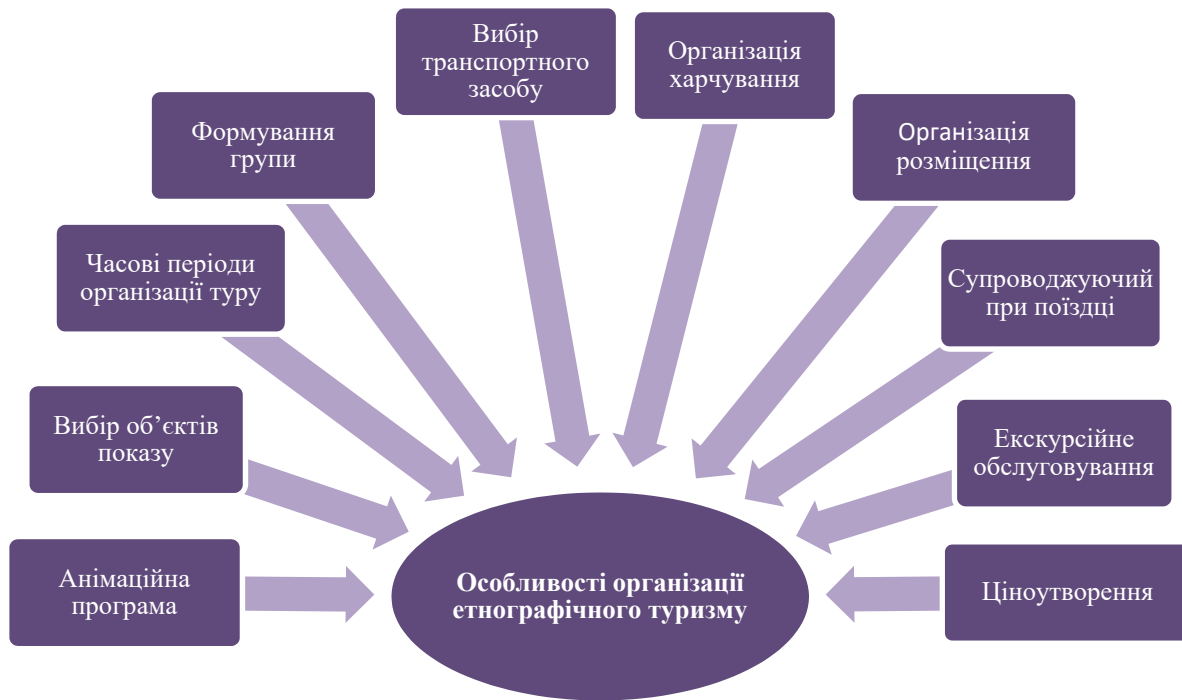 Вибір
транспортного
засобу
Організація
харчування
Формування
групи
Організація
розміщення
Часові періоди
організації туру
Супроводжуючий
при поїздці
Вибір об’єктів
показу
Екскурсійне
обслуговування
Анімаційна
програма
Особливості організації
етнографічного туризму
Ціноутворення